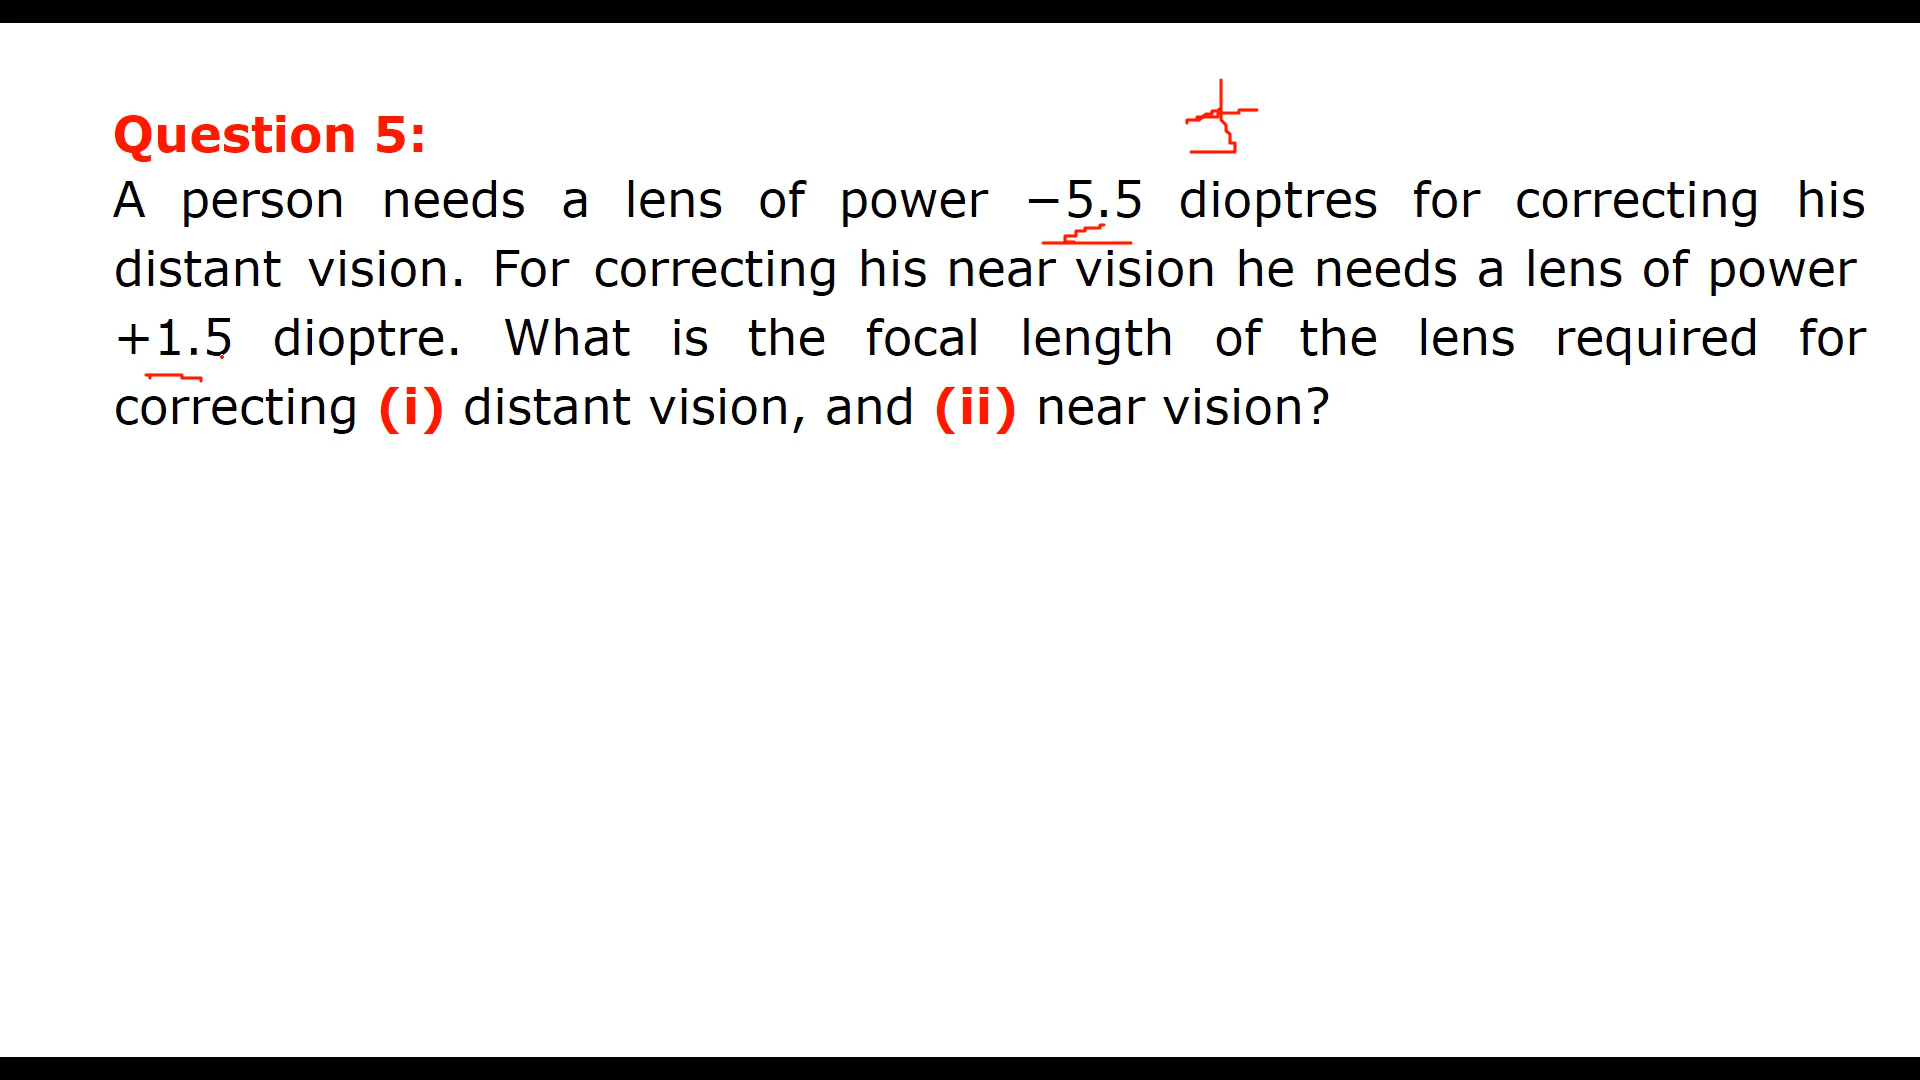 Question 5:
A person needs a lens of power −5.5 dioptres for correcting his
distant vision. For correcting his near vision he needs a lens of power
+1.5 dioptre. What is the focal length of the lens required for
correcting (i) distant vision, and (ii) near vision?